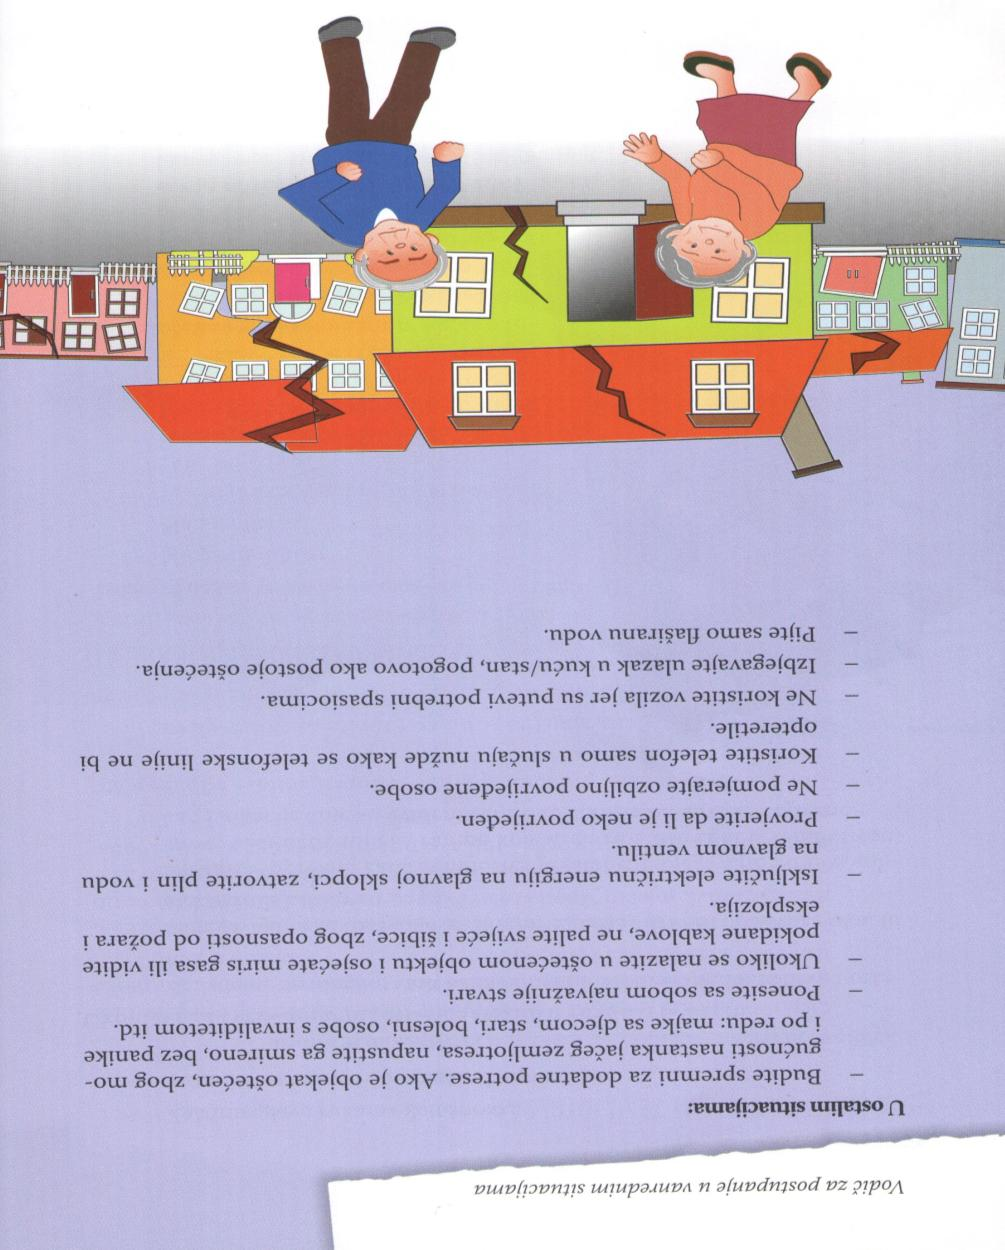 Vodič za postupanje u vanrednim situacijama
U ostalim situacijama:
– Budite spremni za dodatne potrese. Ako je objekat oštećen, zbog mo-
gućnosti nastanka jačeg zemljotresa, napustite ga smireno, bez panike
i po redu: majke sa djecom, stari, bolesni, osobe s invaliditetom itd.
– Ponesite sa sobom najvažnije stvari.
– Ukoliko se nalazite u oštećenom objektu i osjećate miris gasa ili vidite
pokidane kablove, ne palite svijeće i šibice, zbog opasnosti od požara i
eksplozija.
– Isključite električnu energiju na glavnoj sklopci, zatvorite plin i vodu
na glavnom ventilu.
– Provjerite da li je neko povrijeđen.
– Ne pomjerajte ozbiljno povrijeđene osobe.
– Koristite telefon samo u slučaju nužde kako se telefonske linije ne bi
opteretile.
– Ne koristite vozila jer su putevi potrebni spasiocima.
– Izbjegavajte ulazak u kuću/stan, pogotovo ako postoje oštećenja.
– Pijte samo flaširanu vodu.